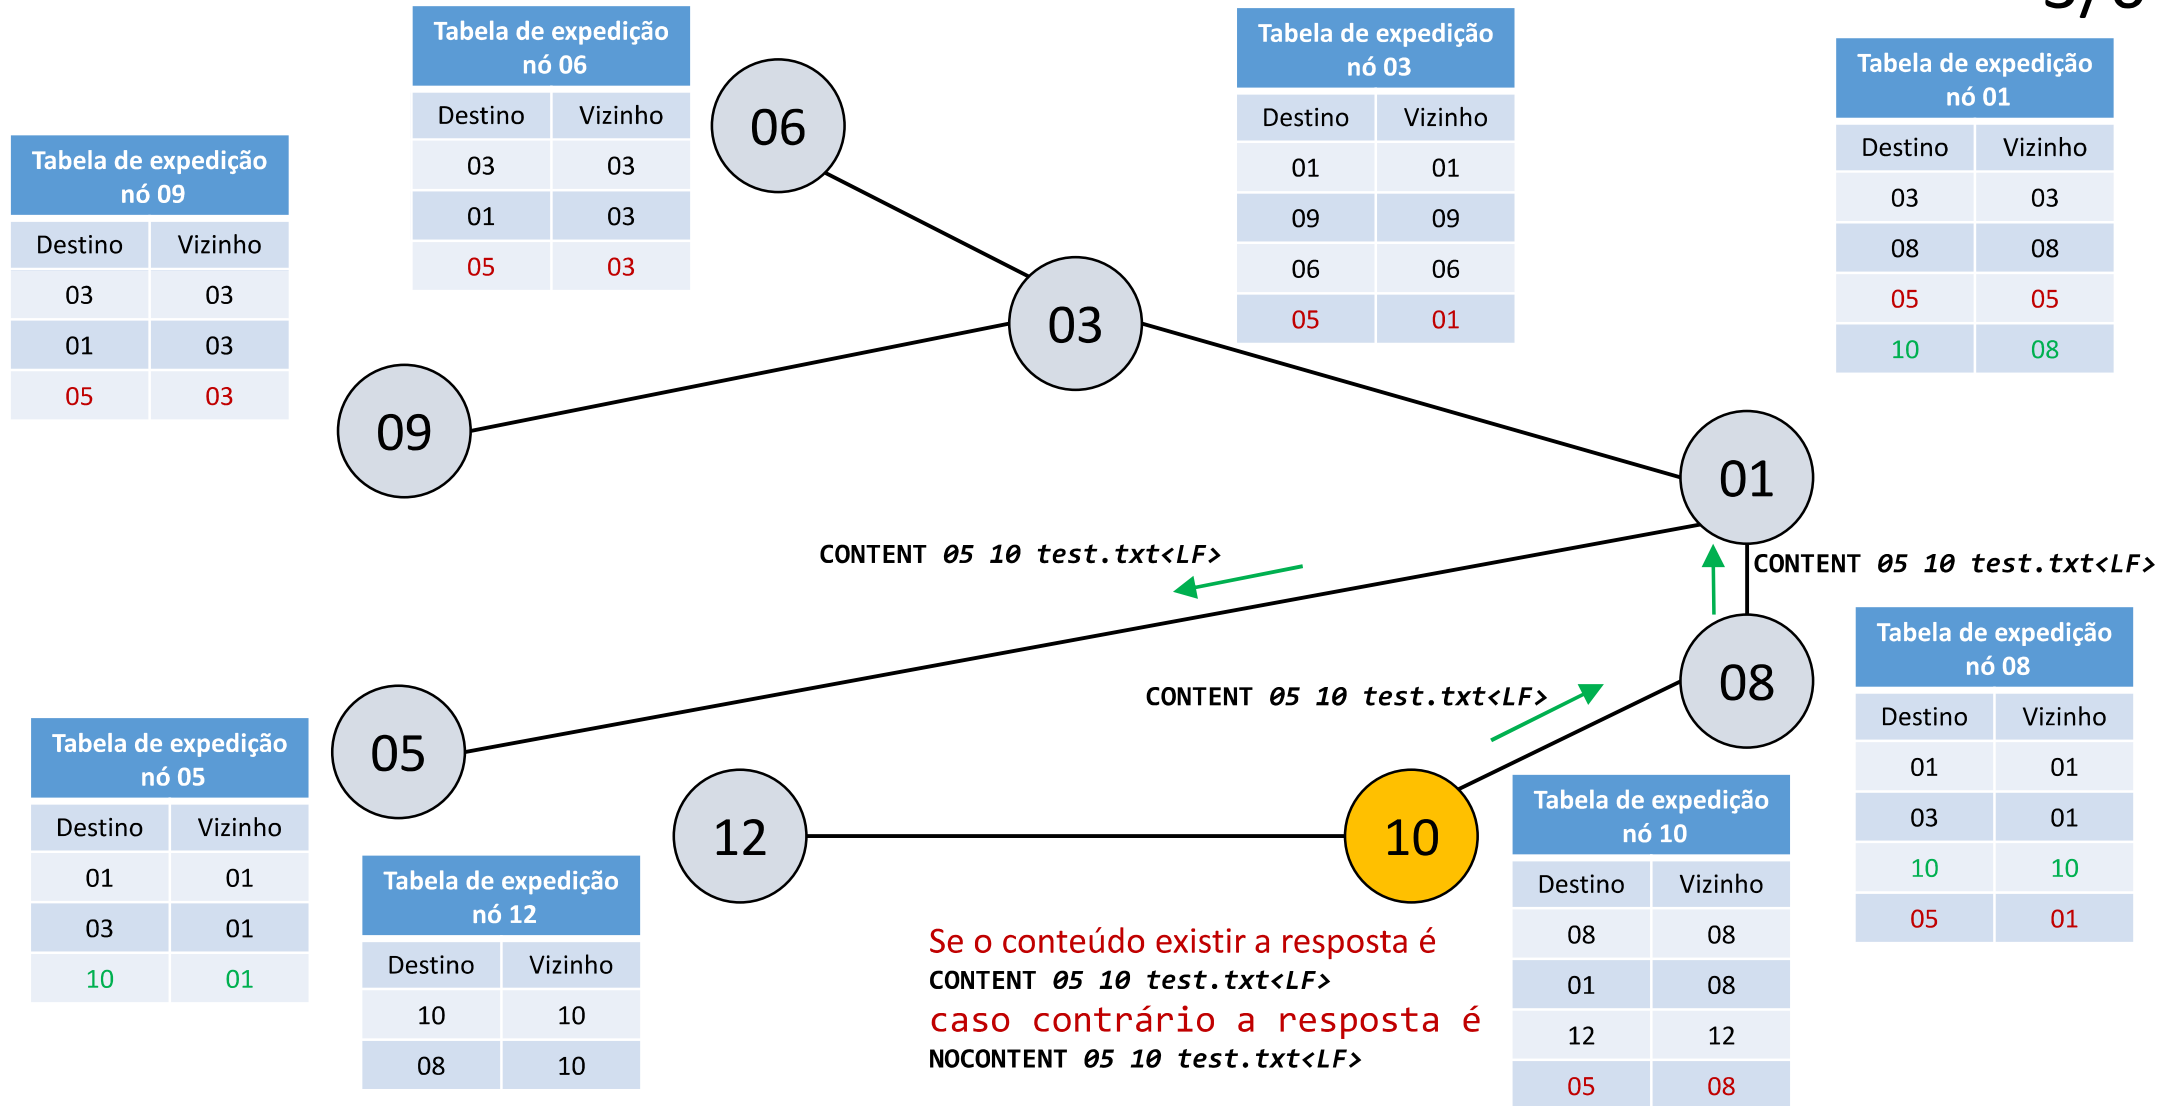 Tabela de expedição
nó 06
Destino Vizinho
03 03
01 03
05 03
Tabela de expedição
nó 03
Destino Vizinho
01 01
09 09
06 06
05 01
Tabela de expedição
nó 01
Destino Vizinho
03 03
08 08
05 05
10 08
Tabela de expedição
nó 09
Destino Vizinho
03 03
01 03
05 03
06
03
09
01
CONTENT 05 10 test.txt<LF>
CONTENT 05 10 test.txt<LF>
CONTENT 05 10 test.txt<LF>
08
05
12
10
Tabela de expedição
nó 08
Destino Vizinho
01 01
03 01
10 10
05 01
Tabela de expedição
nó 05
Destino Vizinho
01 01
03 01
10 01
Tabela de expedição
nó 12
Destino Vizinho
10 10
08 10
Se o conteúdo existir a resposta é
CONTENT 05 10 test.txt<LF>
caso contrário a resposta é
NOCONTENT 05 10 test.txt<LF>
Tabela de expedição
nó 10
Destino Vizinho
08 08
01 08
12 12
05 08